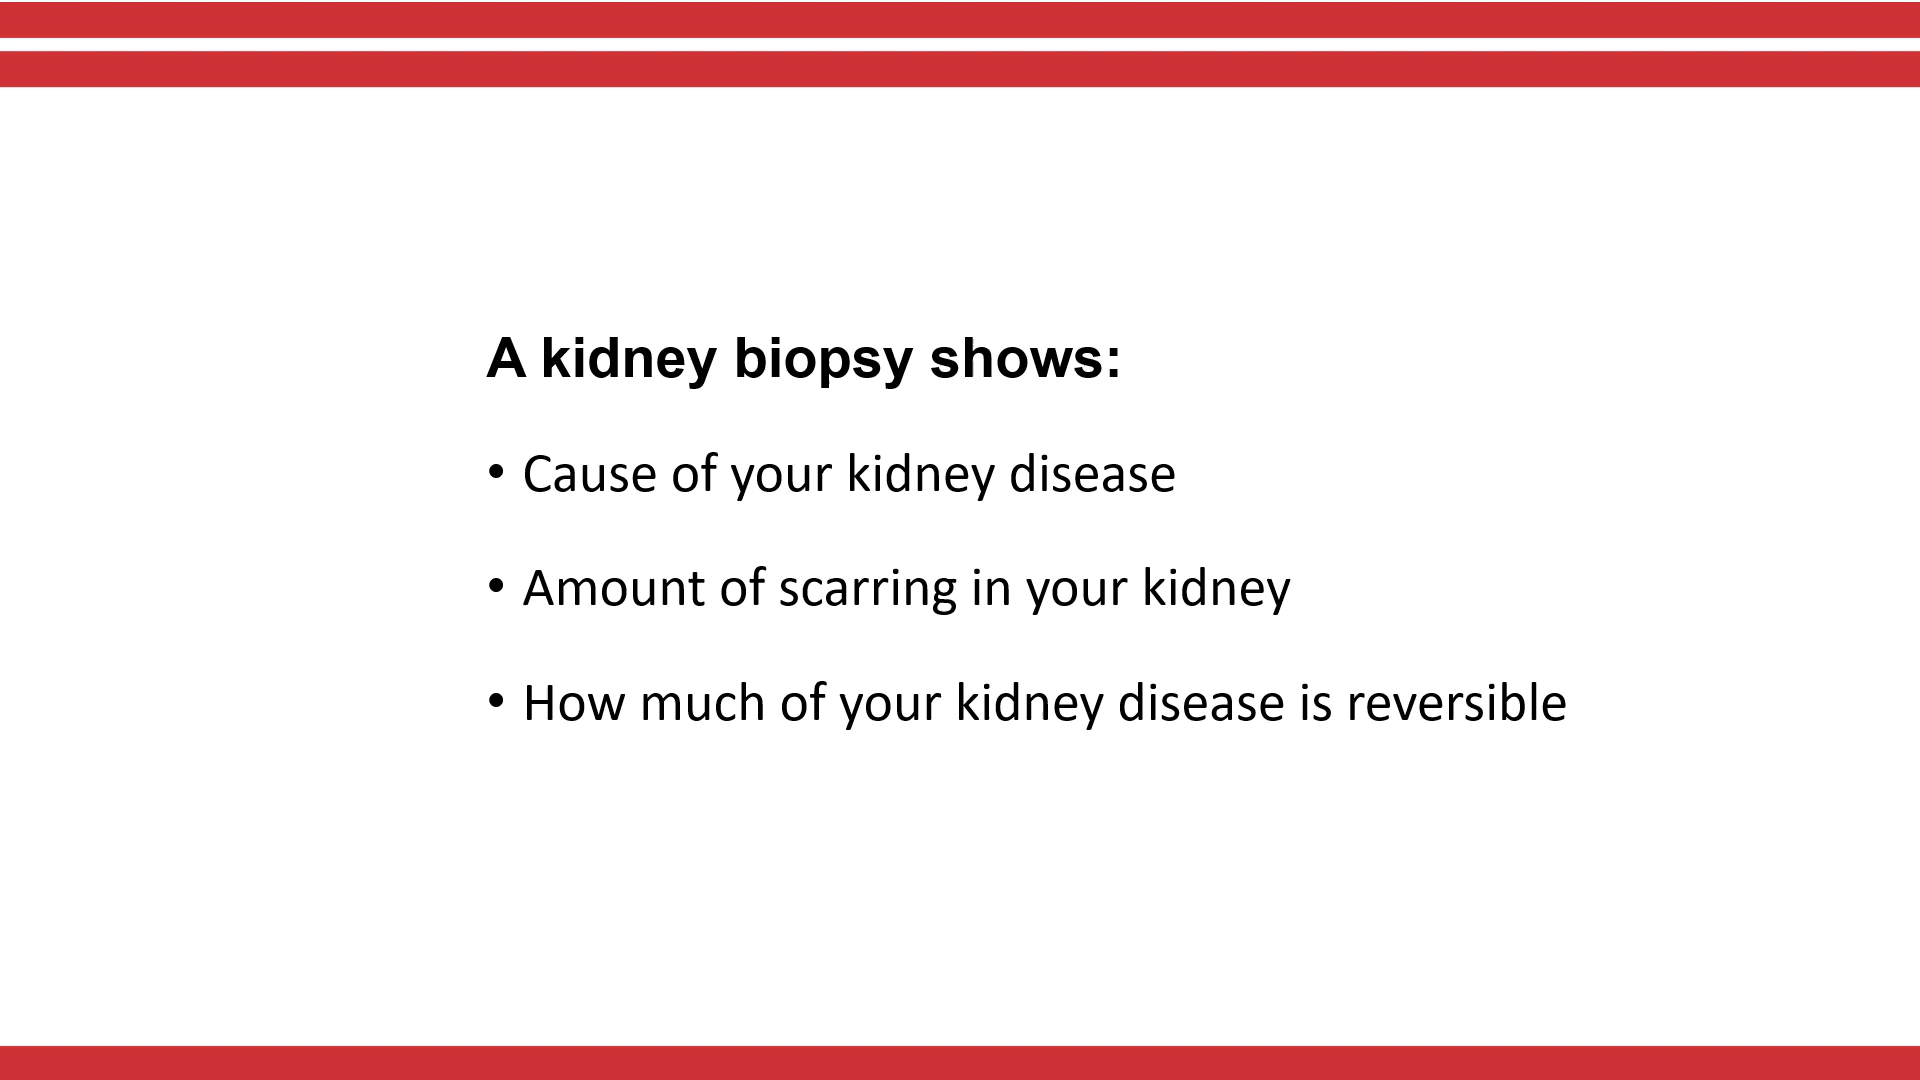 A kidney biopsy shows:
• Cause of your kidney disease
• Amount of scarring in your kidney
• How much of your kidney disease is reversible